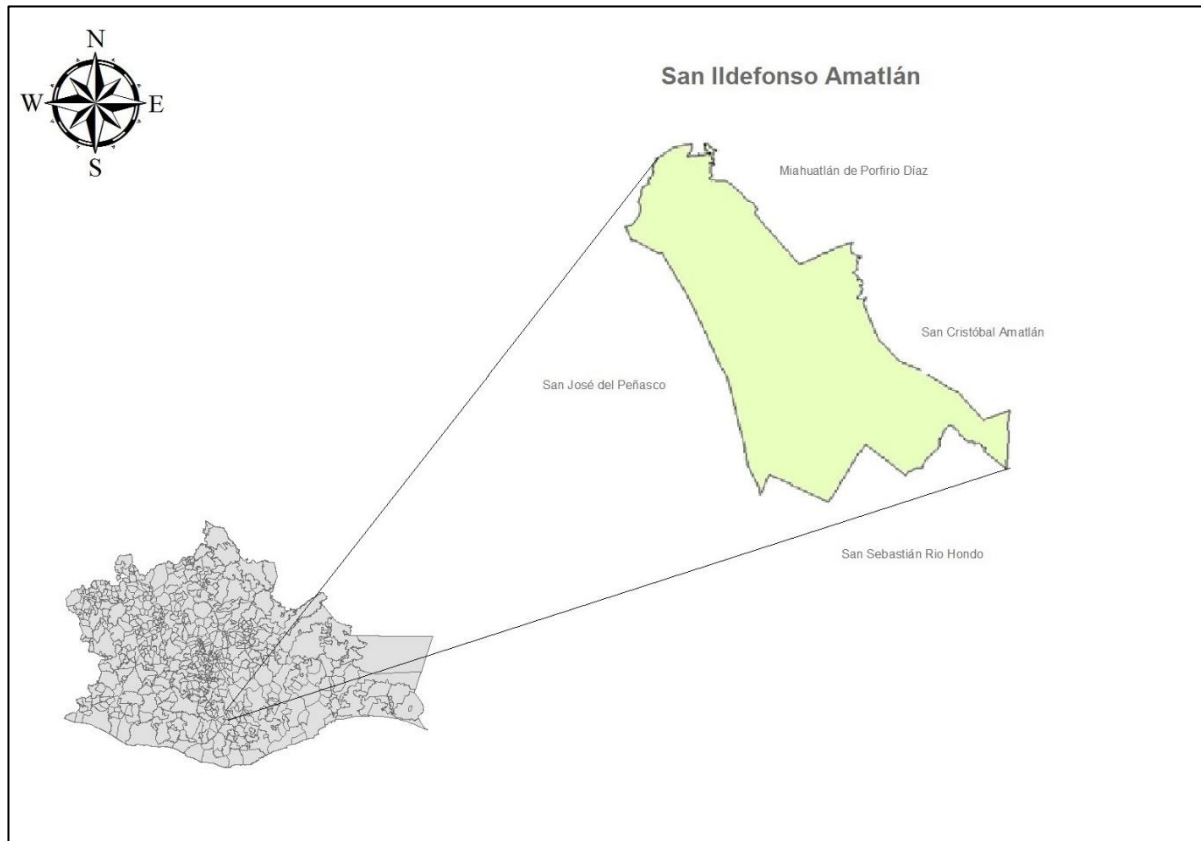 N
W E
S
San Ildefonso Amatlán
Miahuatlán de Porfirio Díaz
San Cristóbal Amatlán
San José del Peñasco
San Sebastián Rio Hondo